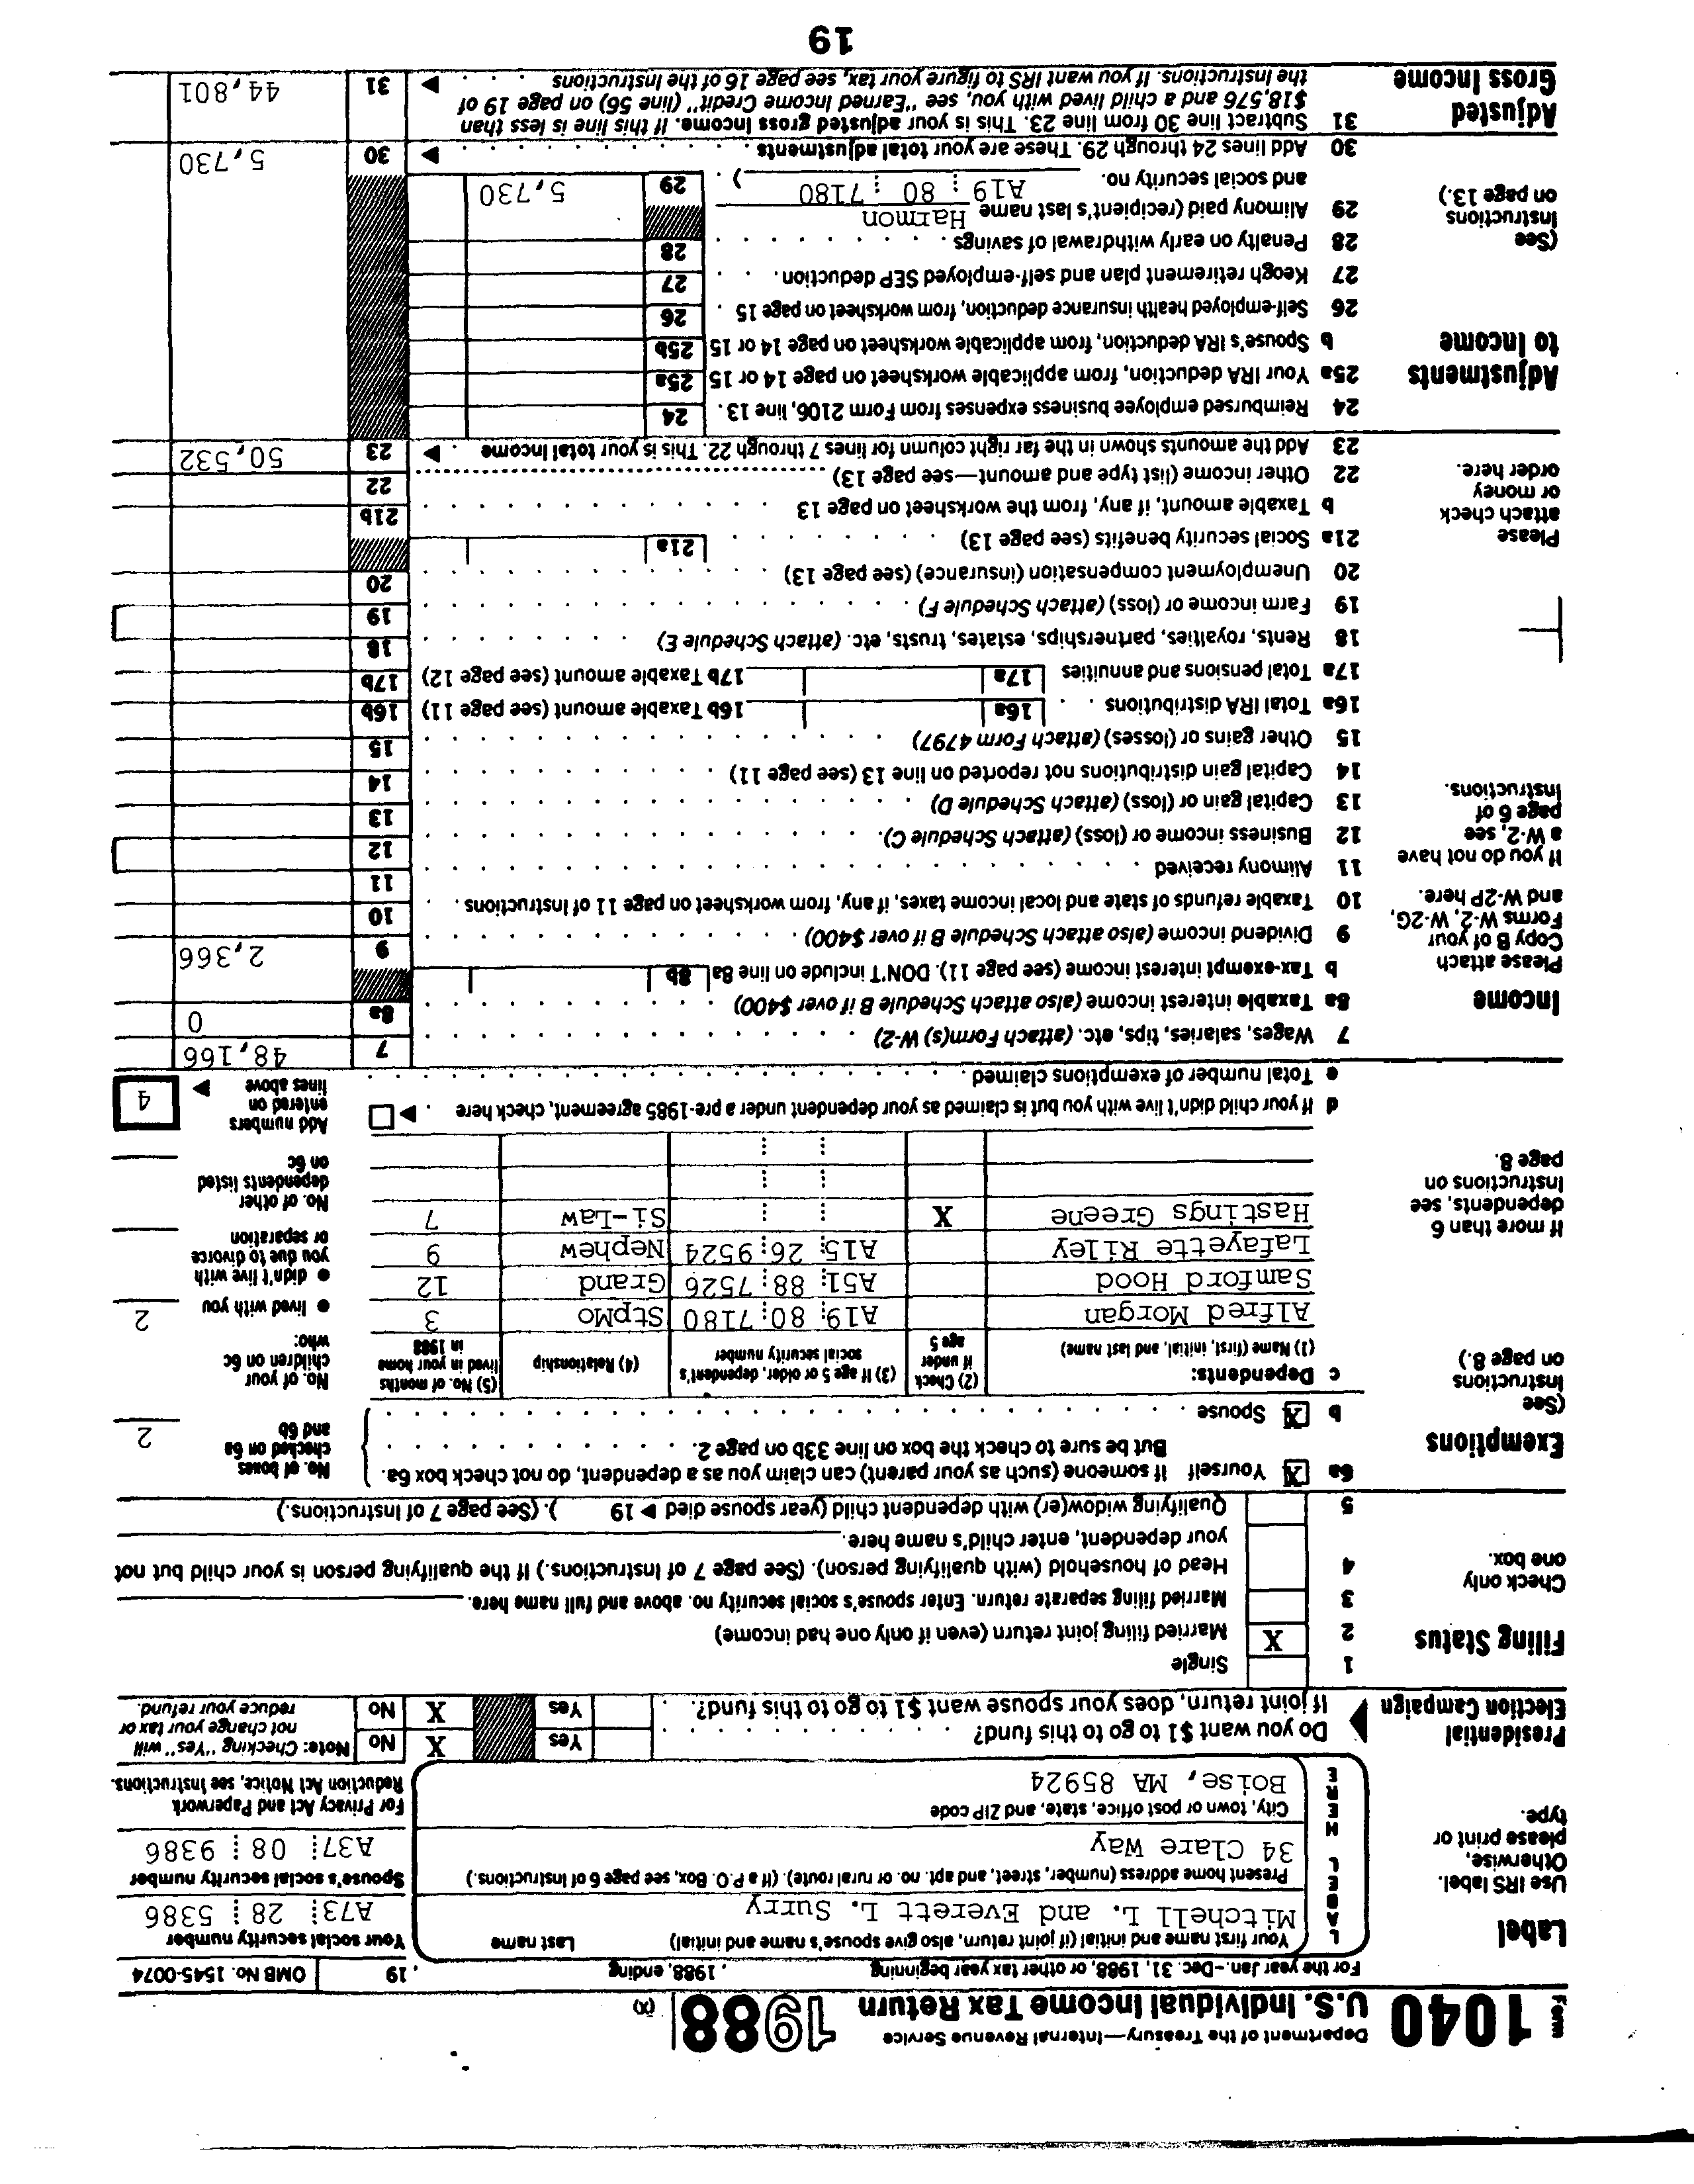 Form 1040 Department of the Treasury—Internal Revenue Service
U.S. Individual Income Tax Return 1988 (X)
For the year Jan.–Dec. 31, 1988, or other tax year beginning , 1988, ending , 19 OMB No. 1545-0074
Label
Use IRS label. Otherwise, please print or type.
LABEL HERE
Your first name and initial (if joint return, also give spouse's name and initial) Last name
Mitchell L. and Everett L. Surry
Your social security number
A73 28 5386
Present home address (number, street, and apt. no. or rural route). (If a P.O. Box, see page 6 of instructions.)
34 Clare Way
Spouse's social security number
A37 08 9386
City, town or post office, state, and ZIP code
Boise, MA 85924
For Privacy Act and Paperwork Reduction Act Notice, see Instructions.
Presidential Election Campaign
Do you want $1 to go to this fund? Yes X No
If joint return, does your spouse want $1 to go to this fund? Yes X No
Note: Checking "Yes" will not change your tax or reduce your refund.
Filing Status
Check only one box.
1 Single
2 X Married filing joint return (even if only one had income)
3 Married filing separate return. Enter spouse's social security no. above and full name here.
4 Head of household (with qualifying person). (See page 7 of Instructions.) If the qualifying person is your child but not
your dependent, enter child's name here.
5 Qualifying widow(er) with dependent child (year spouse died ▶ 19 ). (See page 7 of Instructions.)
Exemptions
(See Instructions on page 8.)
6a X Yourself If someone (such as your parent) can claim you as a dependent, do not check box 6a.
But be sure to check the box on line 33b on page 2.
b X Spouse
No. of boxes checked on 6a and 6b 2
c Dependents:
(1) Name (first, initial, and last name) (2) Check if under age 5 (3) If age 5 or older, dependent's social security number (4) Relationship (5) No. of months lived in your home in 1988
Alfred Morgan A19 80 7180 StpMo 3
Samford Hood A51 88 7526 Grand 12
Lafayette Riley A15 26 9524 Nephew 9
Hastings Greene X Si-Law 7
No. of your children on 6c who:
● lived with you 2
● didn't live with you due to divorce or separation
No. of other dependents listed on 6c
If more than 6 dependents, see Instructions on page 8.
d If your child didn't live with you but is claimed as your dependent under a pre-1985 agreement, check here ▶
e Total number of exemptions claimed
Add numbers entered on lines above ▶ 4
Income
Please attach Copy B of your Forms W-2, W-2G, and W-2P here.
If you do not have a W-2, see page 6 of Instructions.
Please attach check or money order here.
7 Wages, salaries, tips, etc. (attach Form(s) W-2) 7 48,166
8a Taxable interest income (also attach Schedule B if over $400) 8a 0
b Tax-exempt interest income (see page 11). DON'T include on line 8a 8b
9 Dividend income (also attach Schedule B if over $400) 9 2,366
10 Taxable refunds of state and local income taxes, if any, from worksheet on page 11 of Instructions 10
11 Alimony received 11
12 Business income or (loss) (attach Schedule C) 12
13 Capital gain or (loss) (attach Schedule D) 13
14 Capital gain distributions not reported on line 13 (see page 11) 14
15 Other gains or (losses) (attach Form 4797) 15
16a Total IRA distributions 16a 16b Taxable amount (see page 11) 16b
17a Total pensions and annuities 17a 17b Taxable amount (see page 12) 17b
18 Rents, royalties, partnerships, estates, trusts, etc. (attach Schedule E) 18
19 Farm income or (loss) (attach Schedule F) 19
20 Unemployment compensation (insurance) (see page 13) 20
21a Social security benefits (see page 13) 21a
b Taxable amount, if any, from the worksheet on page 13 21b
22 Other income (list type and amount—see page 13) 22
23 Add the amounts shown in the far right column for lines 7 through 22. This is your total income ▶ 23 50,532
Adjustments to Income
(See Instructions on page 13.)
24 Reimbursed employee business expenses from Form 2106, line 13 24
25a Your IRA deduction, from applicable worksheet on page 14 or 15 25a
b Spouse's IRA deduction, from applicable worksheet on page 14 or 15 25b
26 Self-employed health insurance deduction, from worksheet on page 15 26
27 Keogh retirement plan and self-employed SEP deduction 27
28 Penalty on early withdrawal of savings 28
29 Alimony paid (recipient's last name Harmon
and social security no. A19 80 7180 ) 29 5,730
30 Add lines 24 through 29. These are your total adjustments ▶ 30 5,730
Adjusted Gross Income
31 Subtract line 30 from line 23. This is your adjusted gross income. If this line is less than
$18,576 and a child lived with you, see "Earned Income Credit" (line 56) on page 19 of
the Instructions. If you want IRS to figure your tax, see page 16 of the Instructions ▶ 31 44,801
19